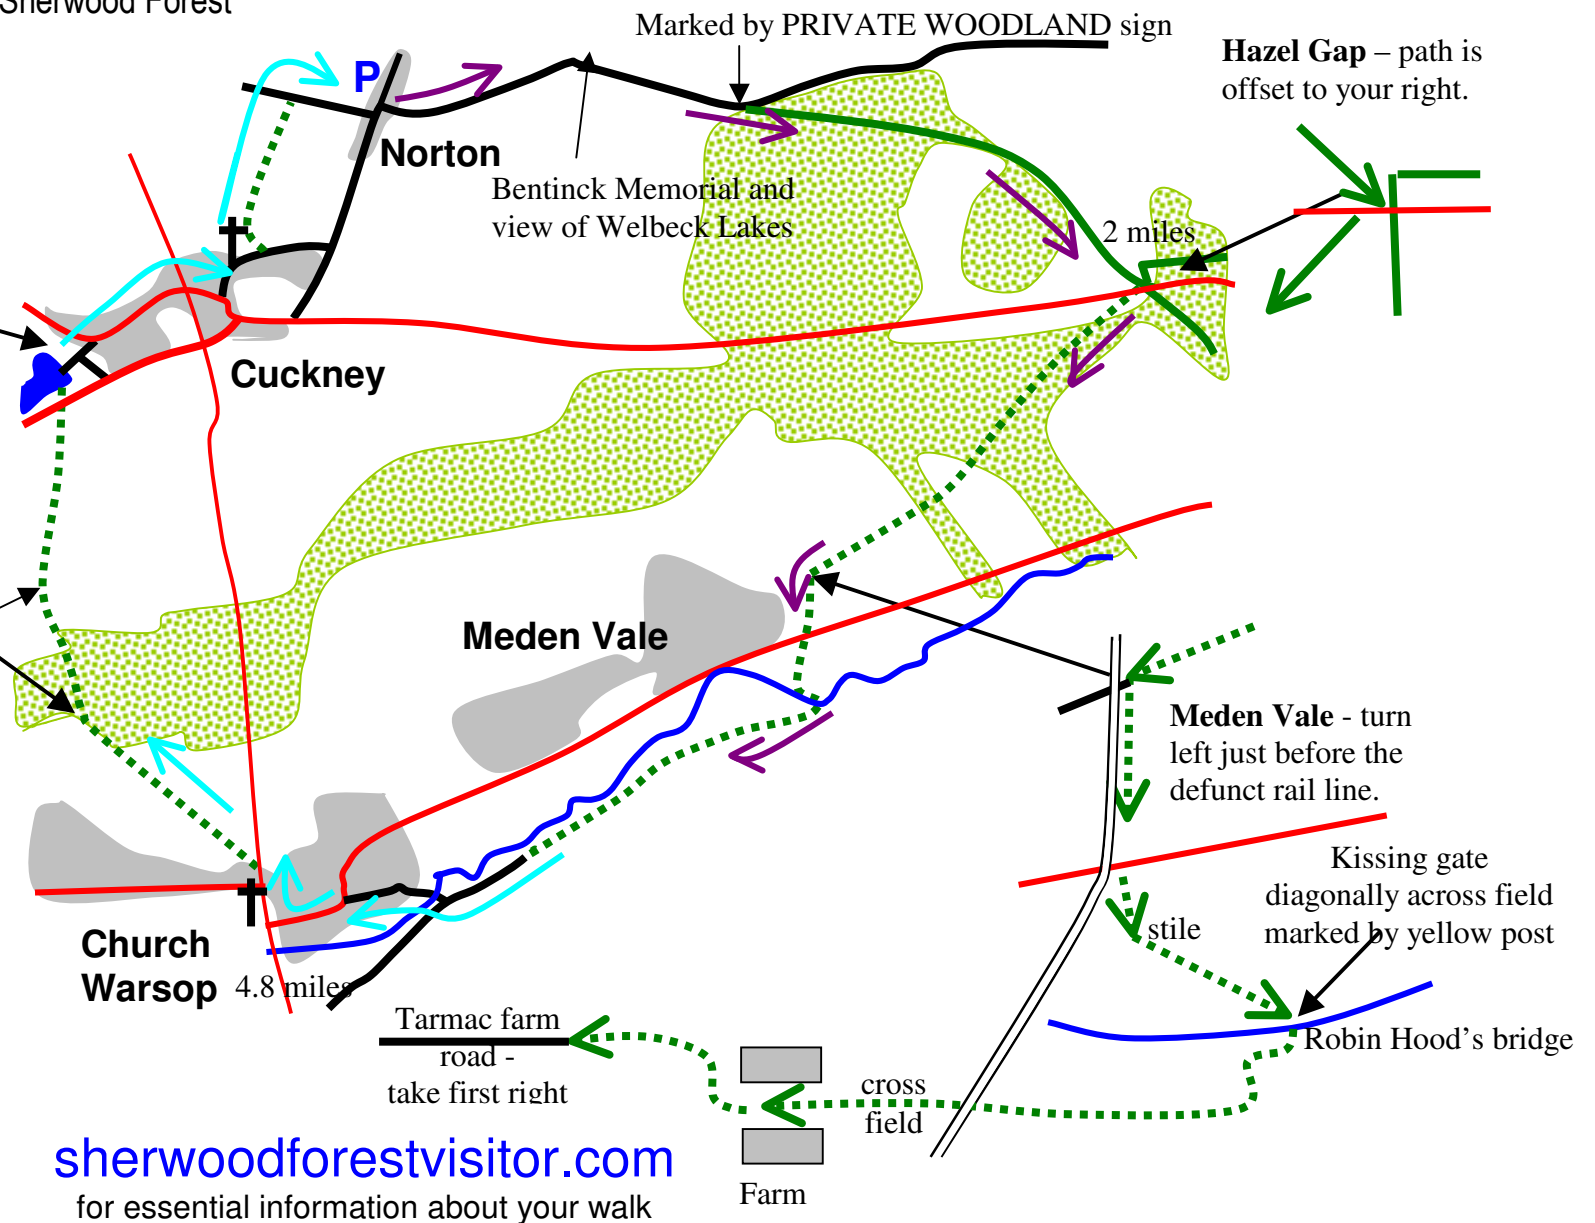 Sherwood Forest
Marked by PRIVATE WOODLAND sign
Hazel Gap – path is
offset to your right.
P
Norton
Bentinck Memorial and
view of Welbeck Lakes
2 miles
Cuckney
Meden Vale
Meden Vale - turn
left just before the
defunct rail line.
Kissing gate
diagonally across field
marked by yellow post
stile
Church
Warsop
4.8 miles
Tarmac farm
road -
take first right
Robin Hood's bridge
cross
field
Farm
sherwoodforestvisitor.com
for essential information about your walk